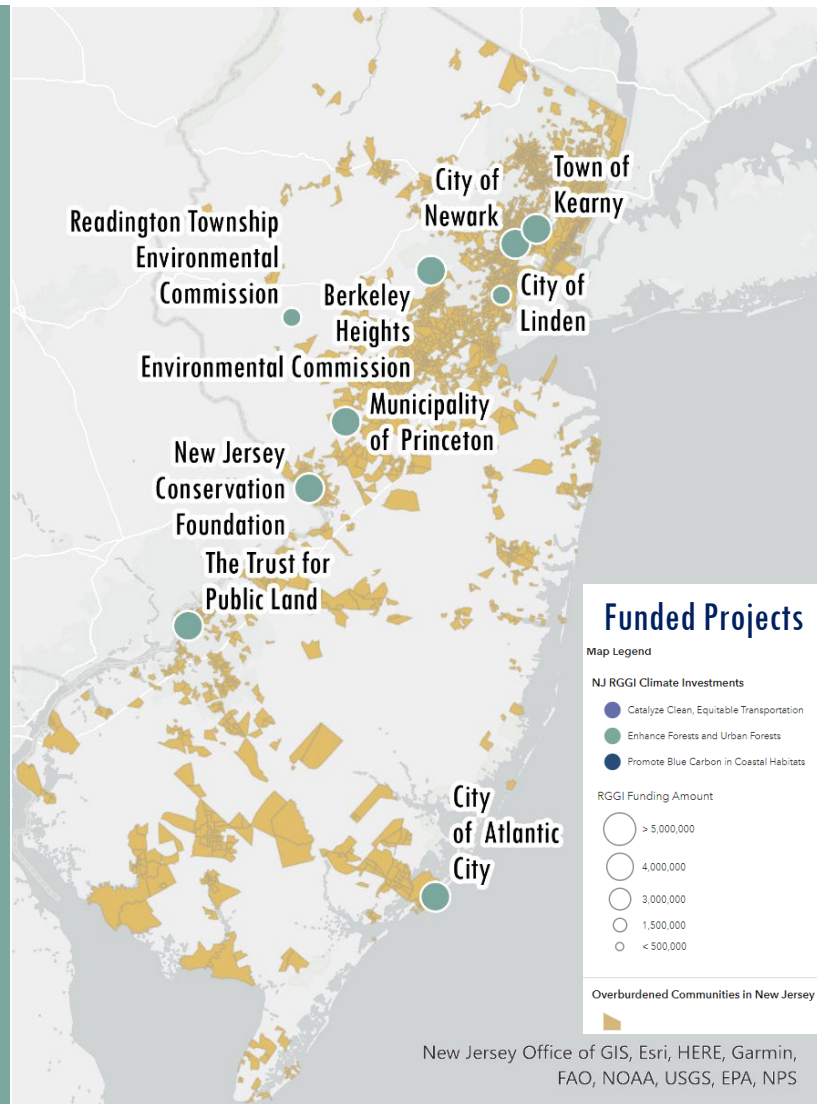 City of
Newark
Town of
Kearny
Readington Township
Environmental
Commission
Berkeley
Heights
Environmental Commission
City of
Linden
Municipality
of Princeton
New Jersey
Conservation
Foundation
The Trust for
Public Land
City
of Atlantic
City
Funded Projects
Map Legend
NJ RGGI Climate Investments
Catalyze Clean, Equitable Transportation
Enhance Forests and Urban Forests
Promote Blue Carbon in Coastal Habitats
RGGI Funding Amount
> 5,000,000
4,000,000
3,000,000
1,500,000
< 500,000
Overburdened Communities in New Jersey
New Jersey Office of GIS, Esri, HERE, Garmin,
FAO, NOAA, USGS, EPA, NPS